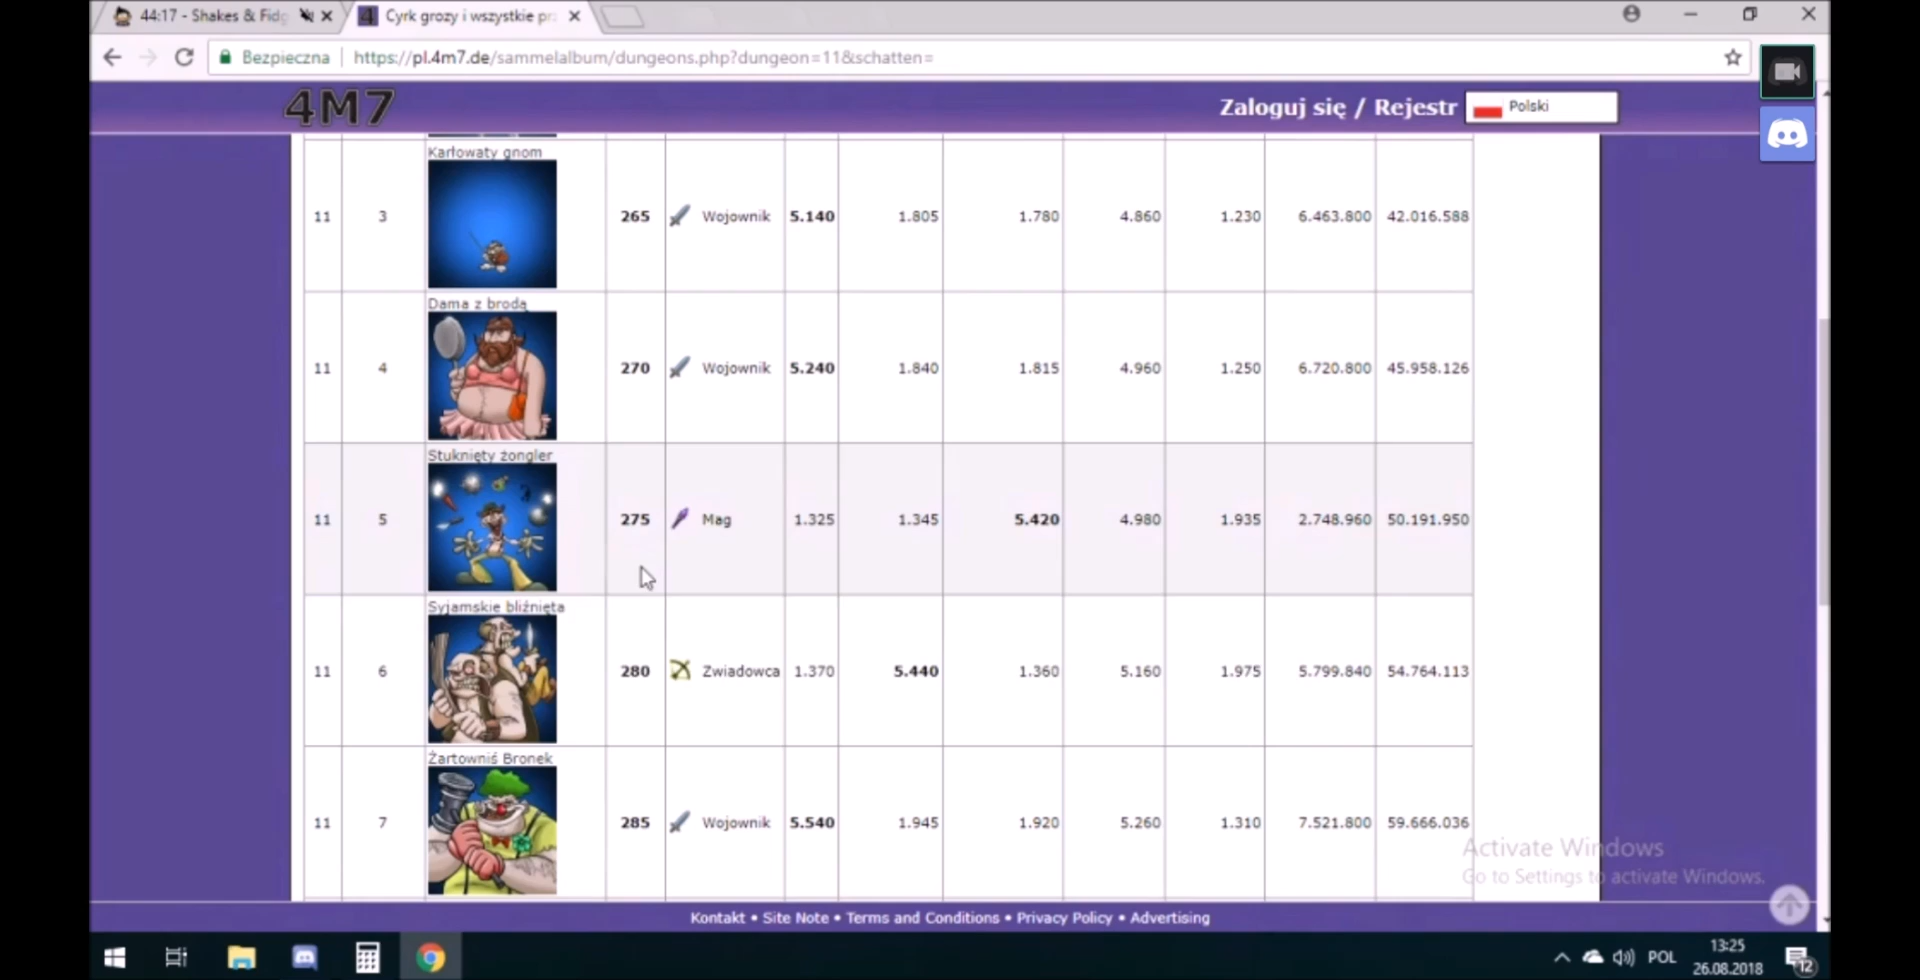 44:17 - Shakes & Fidg
Cyrk grozy i wszystkie pr
Bezpieczna
https://pl.4m7.de/sammelalbum/dungeons.php?dungeon=11&schatten=
4M7
Zaloguj się / Rejestr
Polski
Karłowaty gnom
11 3 265 Wojownik 5.140 1.805 1.780 4.860 1.230 6.463.800 42.016.588
Dama z brodą
11 4 270 Wojownik 5.240 1.840 1.815 4.960 1.250 6.720.800 45.958.126
Stuknięty żongler
11 5 275 Mag 1.325 1.345 5.420 4.980 1.935 2.748.960 50.191.950
Syjamskie bliźnięta
11 6 280 Zwiadowca 1.370 5.440 1.360 5.160 1.975 5.799.840 54.764.113
Żartowniś Bronek
11 7 285 Wojownik 5.540 1.945 1.920 5.260 1.310 7.521.800 59.666.036
Activate Windows
Go to Settings to activate Windows.
Kontakt • Site Note • Terms and Conditions • Privacy Policy • Advertising
POL
13:25
26.08.2018
12